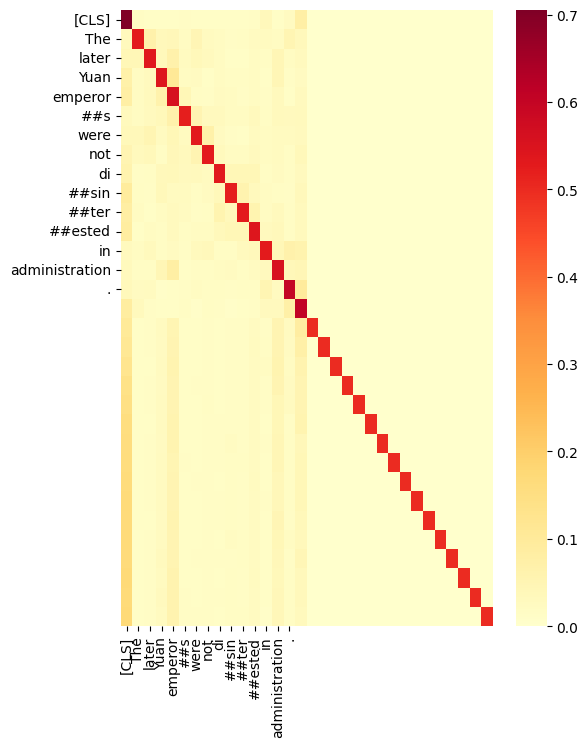 [CLS]
The
later
Yuan
emperor
##s
were
not
di
##sin
##ter
##ested
in
administration
.
[CLS]
The
later
Yuan
emperor
##s
were
not
di
##sin
##ter
##ested
in
administration
.
0.7
0.6
0.5
0.4
0.3
0.2
0.1
0.0